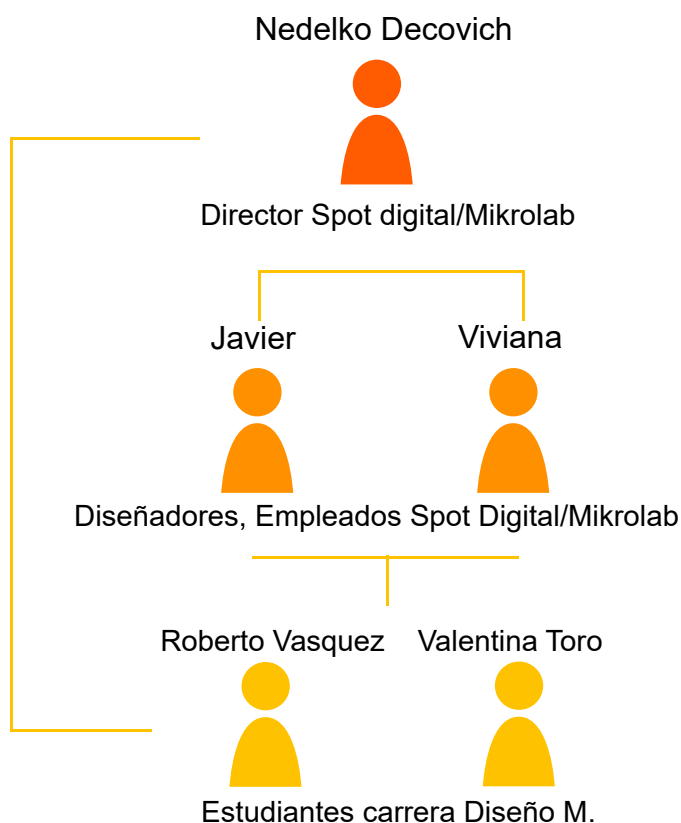 Nedelko Decovich
Director Spot digital/Mikrolab
Javier Viviana
Diseñadores, Empleados Spot Digital/Mikrolab
Roberto Vasquez Valentina Toro
Estudiantes carrera Diseño M.